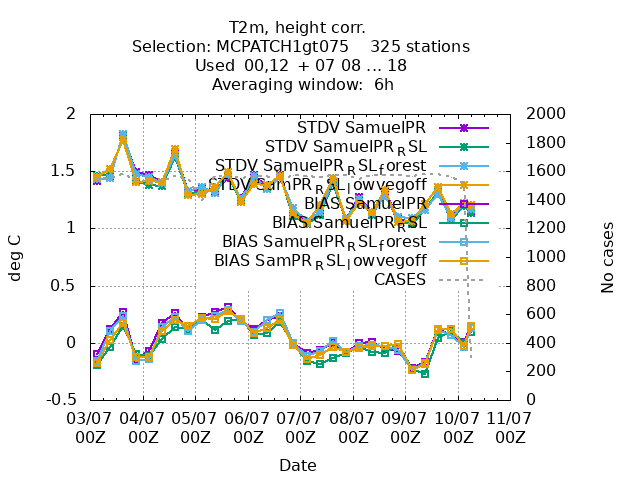 T2m, height corr.
Selection: MCPATCH1gt075 325 stations
Used 00,12 + 07 08 ... 18
Averaging window: 6h
deg C
2
1.5
1
0.5
0
-0.5
STDV SamuelPR
STDV SamuelPR_RSL
STDV SamuelPR_RSL_forest
STDV SamPR_RSL_lowvegoff
BIAS SamuelPR
BIAS SamuelPR_RSL
BIAS SamuelPR_RSL_forest
BIAS SamPR_RSL_lowvegoff
CASES
2000
1800
1600
1400
1200
1000
800
600
400
200
0
No cases
03/07 04/07 05/07 06/07 07/07 08/07 09/07 10/07 11/07
00Z 00Z 00Z 00Z 00Z 00Z 00Z 00Z 00Z
Date